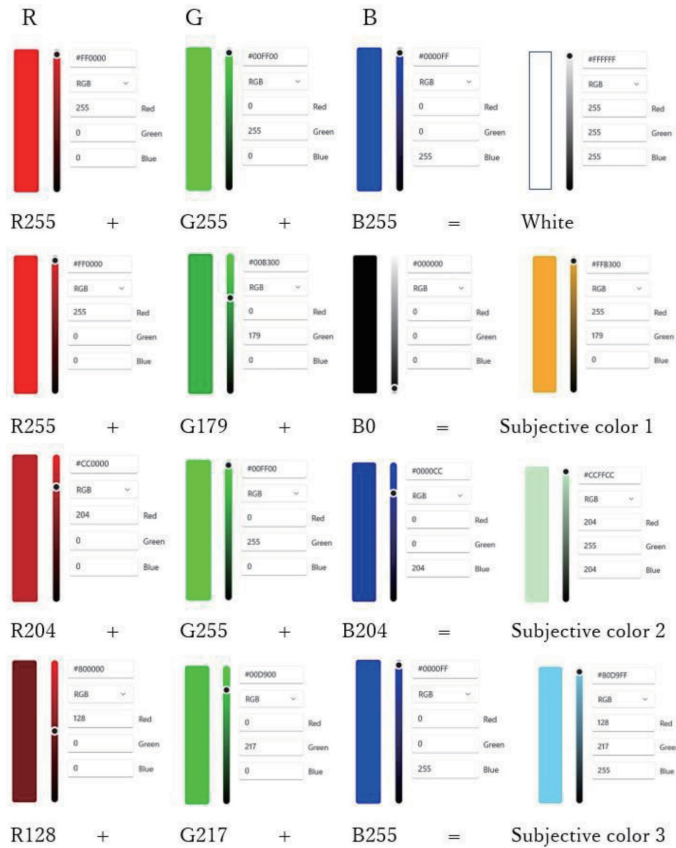 R G B
#FF0000 #00FF00 #0000FF #FFFFFF
RGB RGB RGB RGB
255 Red 0 Red 0 Red 255 Red
0 Green 255 Green 0 Green 255 Green
0 Blue 0 Blue 255 Blue 255 Blue
R255 + G255 + B255 = White
#FF0000 #00B300 #000000 #FFB300
RGB RGB RGB RGB
255 Red 0 Red 0 Red 255 Red
0 Green 179 Green 0 Green 179 Green
0 Blue 0 Blue 0 Blue 0 Blue
R255 + G179 + B0 = Subjective color 1
#CC0000 #00FF00 #0000CC #CCFFCC
RGB RGB RGB RGB
204 Red 0 Red 0 Red 204 Red
0 Green 255 Green 0 Green 255 Green
0 Blue 0 Blue 204 Blue 204 Blue
R204 + G255 + B204 = Subjective color 2
#800000 #00D900 #0000FF #80D9FF
RGB RGB RGB RGB
128 Red 0 Red 0 Red 128 Red
0 Green 217 Green 0 Green 217 Green
0 Blue 0 Blue 255 Blue 255 Blue
R128 + G217 + B255 = Subjective color 3